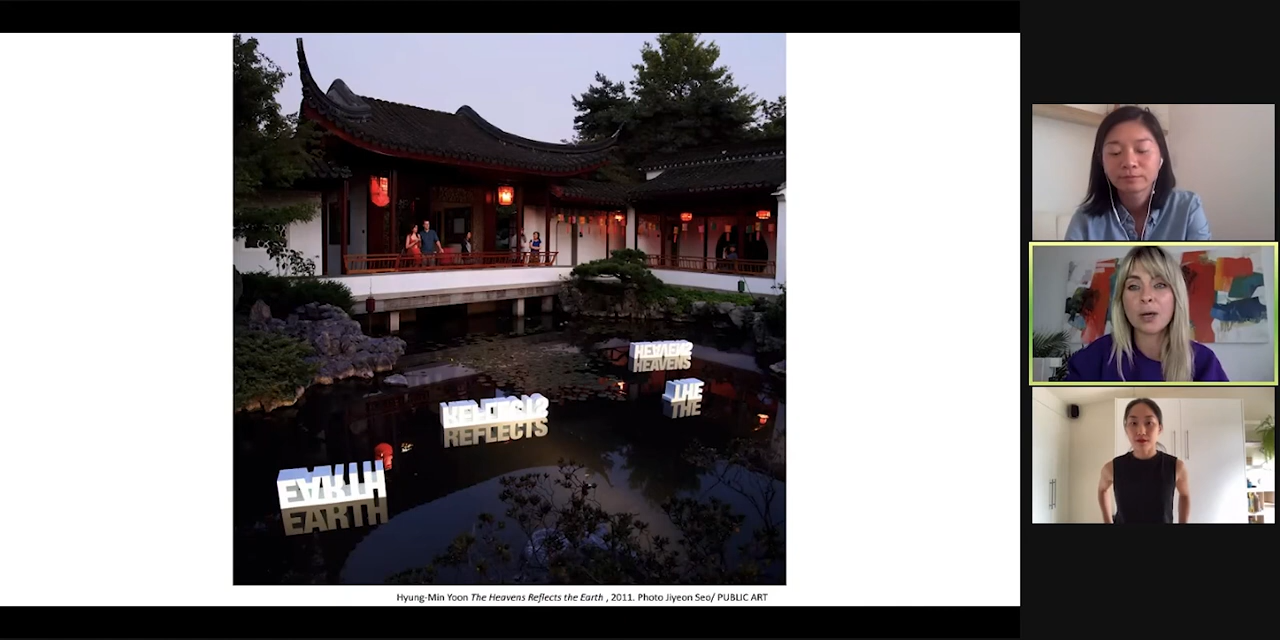 HEAVENS
THE
REFLECTS
EARTH
Hyung-Min Yoon The Heavens Reflects the Earth , 2011. Photo Jiyeon Seo/ PUBLIC ART